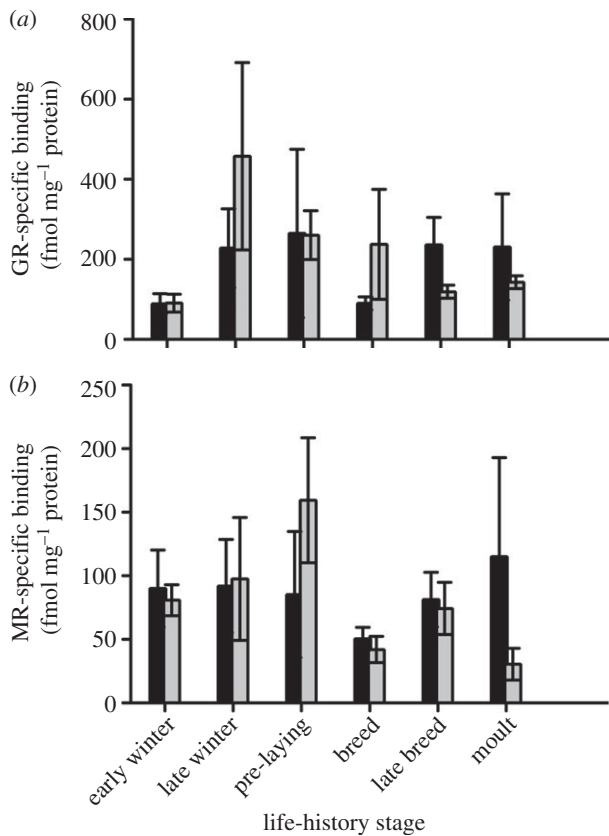 (a)
800
600
400
200
0
GR-specific binding
(fmol mg⁻¹ protein)
(b)
250
200
150
100
50
0
MR-specific binding
(fmol mg⁻¹ protein)
early winter
late winter
pre-laying
breed
late breed
moult
life-history stage